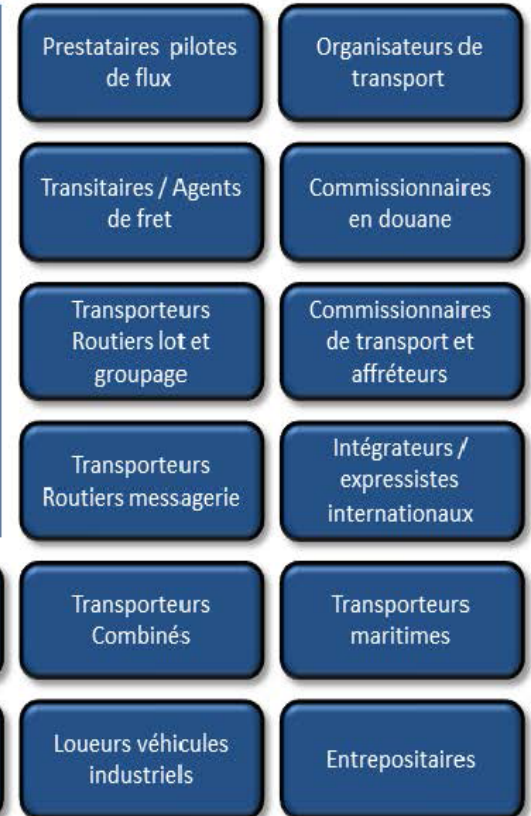 Prestataires pilotes
de flux
Organisateurs de
transport
Transitaires / Agents
de fret
Commissionnaires
en douane
Transporteurs
Routiers lot et
groupage
Commissionnaires
de transport et
affréteurs
Transporteurs
Routiers messagerie
Intégrateurs /
expressistes
internationaux
Transporteurs
Combinés
Transporteurs
maritimes
Loueurs véhicules
industriels
Entrepositaires